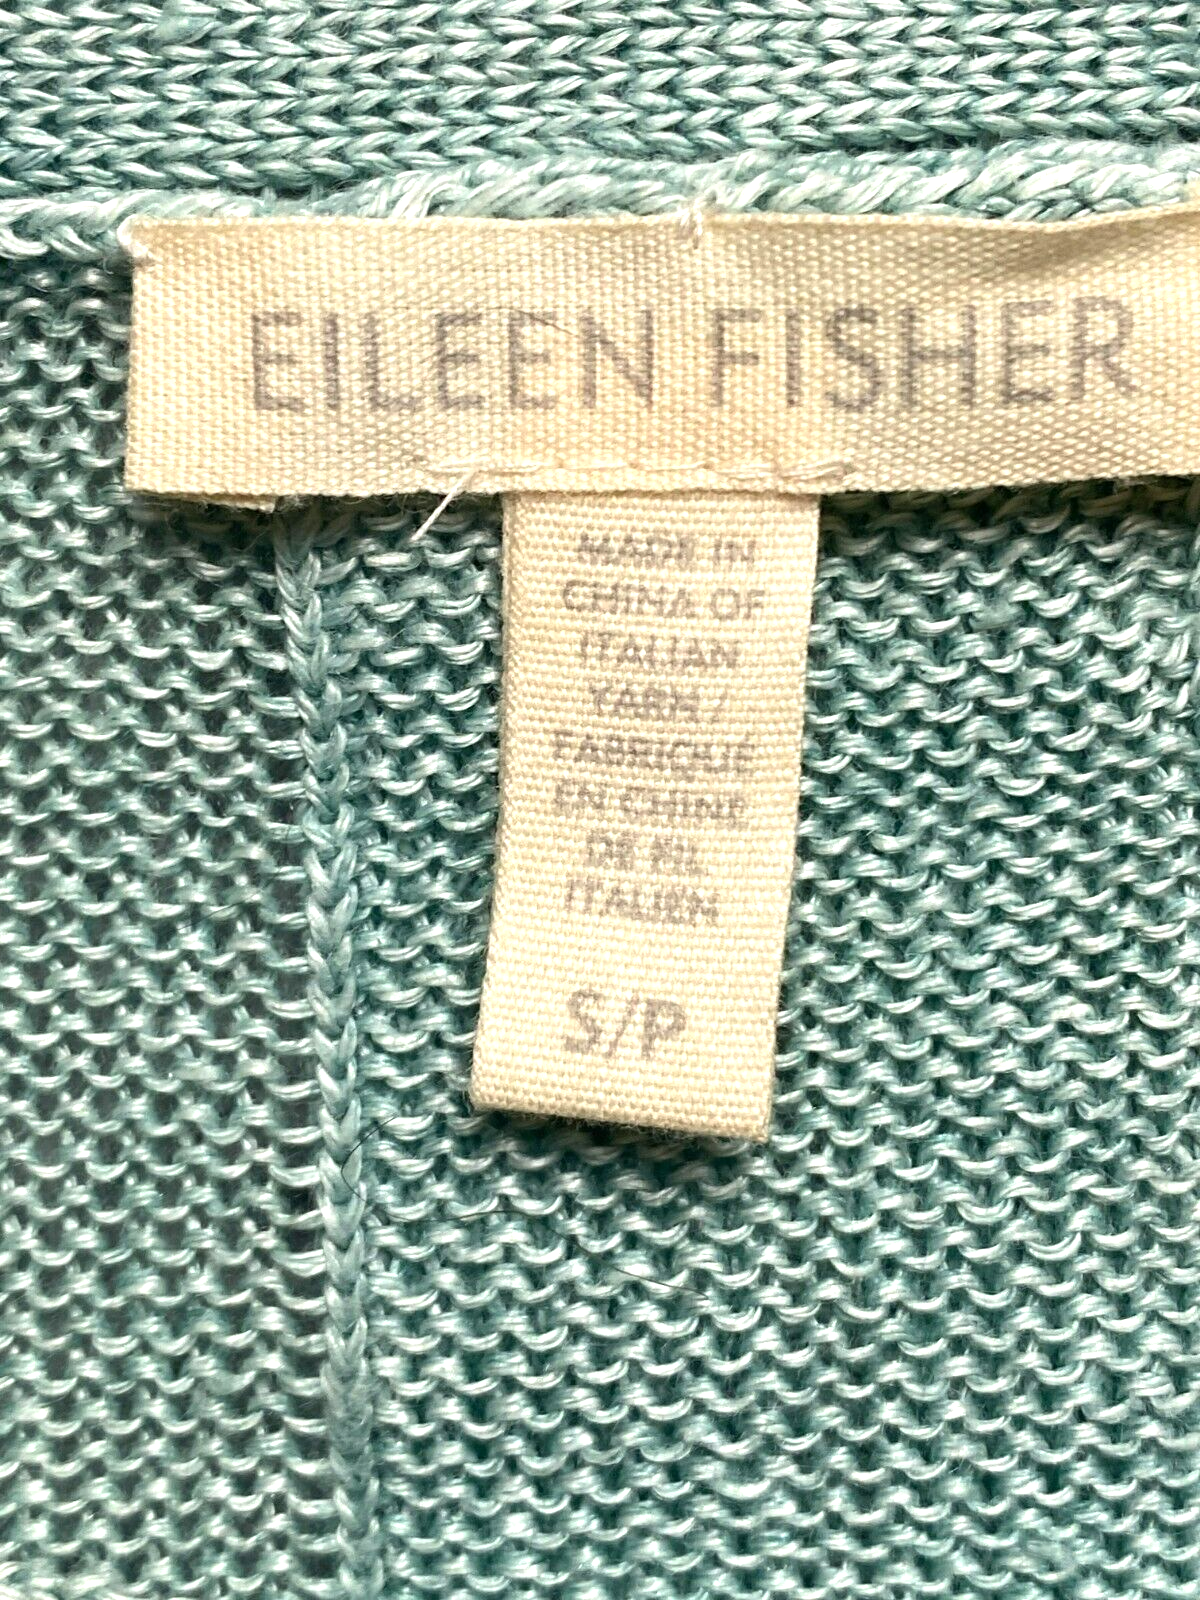 EILEEN FISHER
MADE IN
CHINA OF
ITALIAN
YARN /
FABRIQUÉ
EN CHINE
DE FIL
ITALIEN
S/P